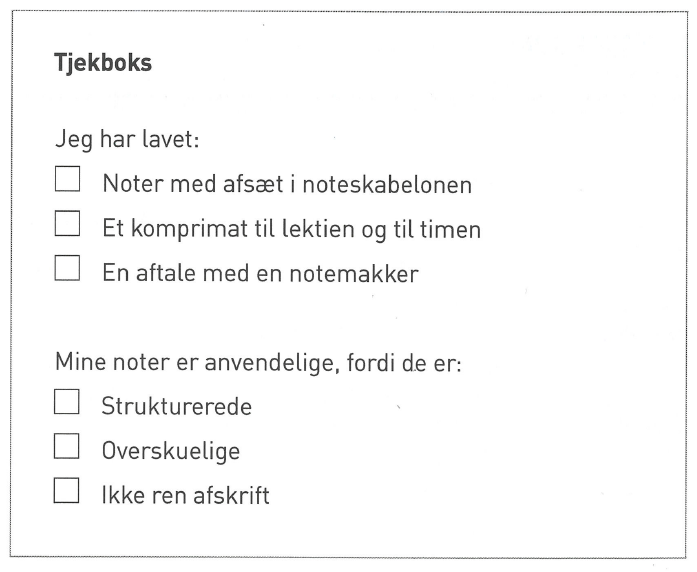 Tjekboks
Jeg har lavet:
Noter med afsæt i noteskabelonen
Et komprimat til lektien og til timen
En aftale med en notemakker
Mine noter er anvendelige, fordi de er:
Strukturerede
Overskuelige
Ikke ren afskrift